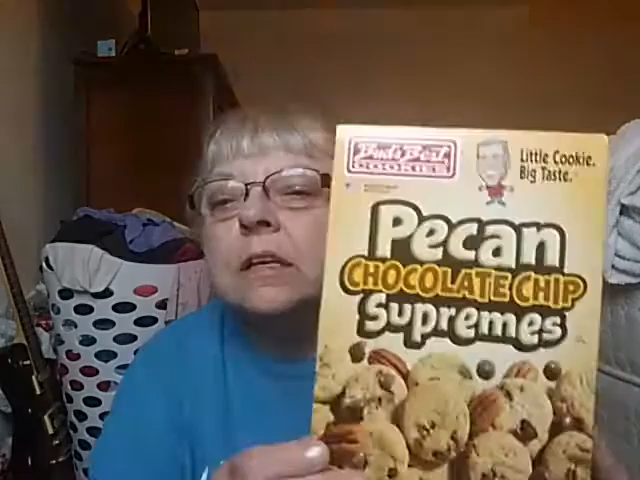 Bud's Best
COOKIES
Little Cookie.
Big Taste.
Pecan
CHOCOLATE CHIP
Supremes